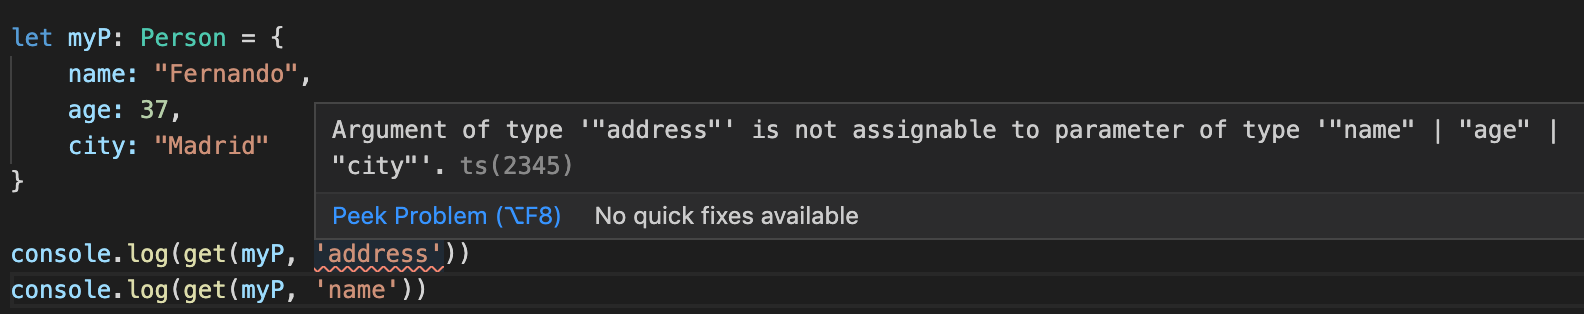 let myP: Person = {
name: "Fernando",
age: 37,
city: "Madrid"
}
Argument of type '"address"' is not assignable to parameter of type '"name" | "age" |
"city"'. ts(2345)
Peek Problem (⌥F8) No quick fixes available
console.log(get(myP, 'address'))
console.log(get(myP, 'name'))